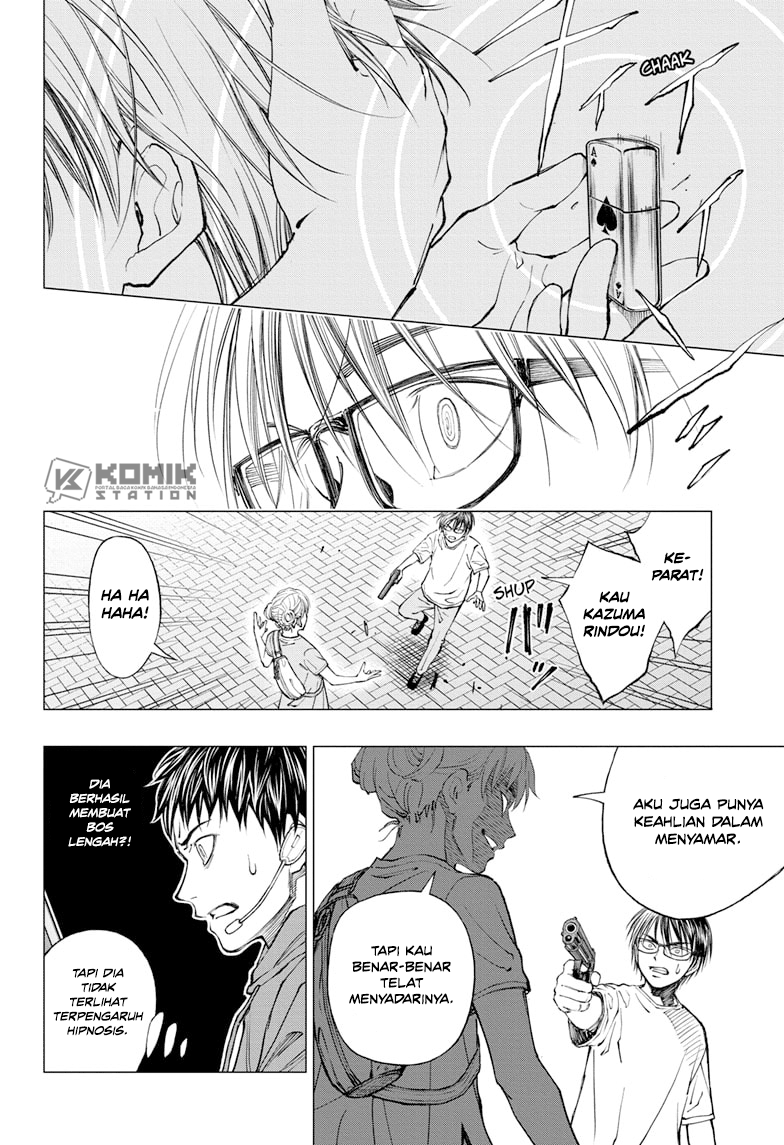 CHAAK
A
A
KOMIK
STATION
KE-
PARAT!
KAU
KAZUMA
RINDOU!
SHUP
HA HA
HAHA!
AKU JUGA PUNYA
KEAHLIAN DALAM
MENYAMAR.
TAPI KAU
BENAR-BENAR
TELAT
MENYADARINYA.
DIA
BERHASIL
MEMBUAT
BOS
LENGAH?!
TAPI DIA
TIDAK
TERLIHAT
TERPENGARUH
HIPNOSIS.